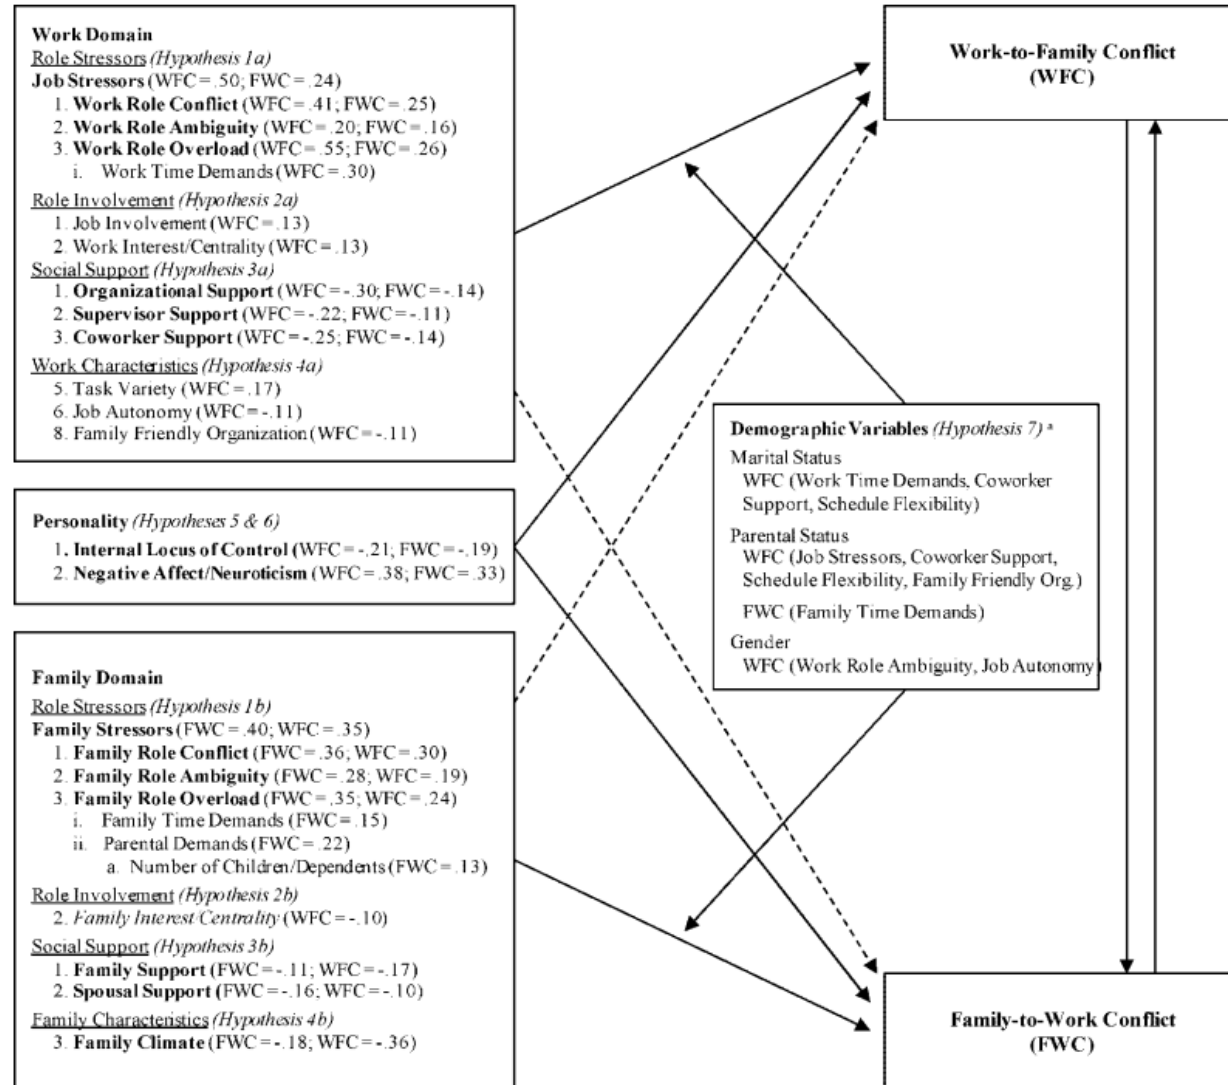 Work Domain
Role Stressors (Hypothesis 1a)
Job Stressors (WFC = .50; FWC = .24)
1. Work Role Conflict (WFC = .41; FWC = .25)
2. Work Role Ambiguity (WFC = .20; FWC = .16)
3. Work Role Overload (WFC = .55; FWC = .26)
i. Work Time Demands (WFC = .30)
Role Involvement (Hypothesis 2a)
1. Job Involvement (WFC = .13)
2. Work Interest/Centrality (WFC = .13)
Social Support (Hypothesis 3a)
1. Organizational Support (WFC = -.30; FWC = -.14)
2. Supervisor Support (WFC = -.22; FWC = -.11)
3. Coworker Support (WFC = -.25; FWC = -.14)
Work Characteristics (Hypothesis 4a)
5. Task Variety (WFC = .17)
6. Job Autonomy (WFC = -.11)
8. Family Friendly Organization (WFC = -.11)
Personality (Hypotheses 5 & 6)
1. Internal Locus of Control (WFC = -.21; FWC = -.19)
2. Negative Affect/Neuroticism (WFC = .38; FWC = .33)
Family Domain
Role Stressors (Hypothesis 1b)
Family Stressors (FWC = .40; WFC = .35)
1. Family Role Conflict (FWC = .36; WFC = .30)
2. Family Role Ambiguity (FWC = .28; WFC = .19)
3. Family Role Overload (FWC = .35; WFC = .24)
i. Family Time Demands (FWC = .15)
ii. Parental Demands (FWC = .22)
a. Number of Children/Dependents (FWC = .13)
Role Involvement (Hypothesis 2b)
2. Family Interest/Centrality (WFC = -.10)
Social Support (Hypothesis 3b)
1. Family Support (FWC = -.11; WFC = -.17)
2. Spousal Support (FWC = -.16; WFC = -.10)
Family Characteristics (Hypothesis 4b)
3. Family Climate (FWC = -.18; WFC = -.36)
Demographic Variables (Hypothesis 7) a
Marital Status
WFC (Work Time Demands, Coworker
Support, Schedule Flexibility)
Parental Status
WFC (Job Stressors, Coworker Support,
Schedule Flexibility, Family Friendly Org.)
FWC (Family Time Demands)
Gender
WFC (Work Role Ambiguity, Job Autonomy)
Work-to-Family Conflict
(WFC)
Family-to-Work Conflict
(FWC)